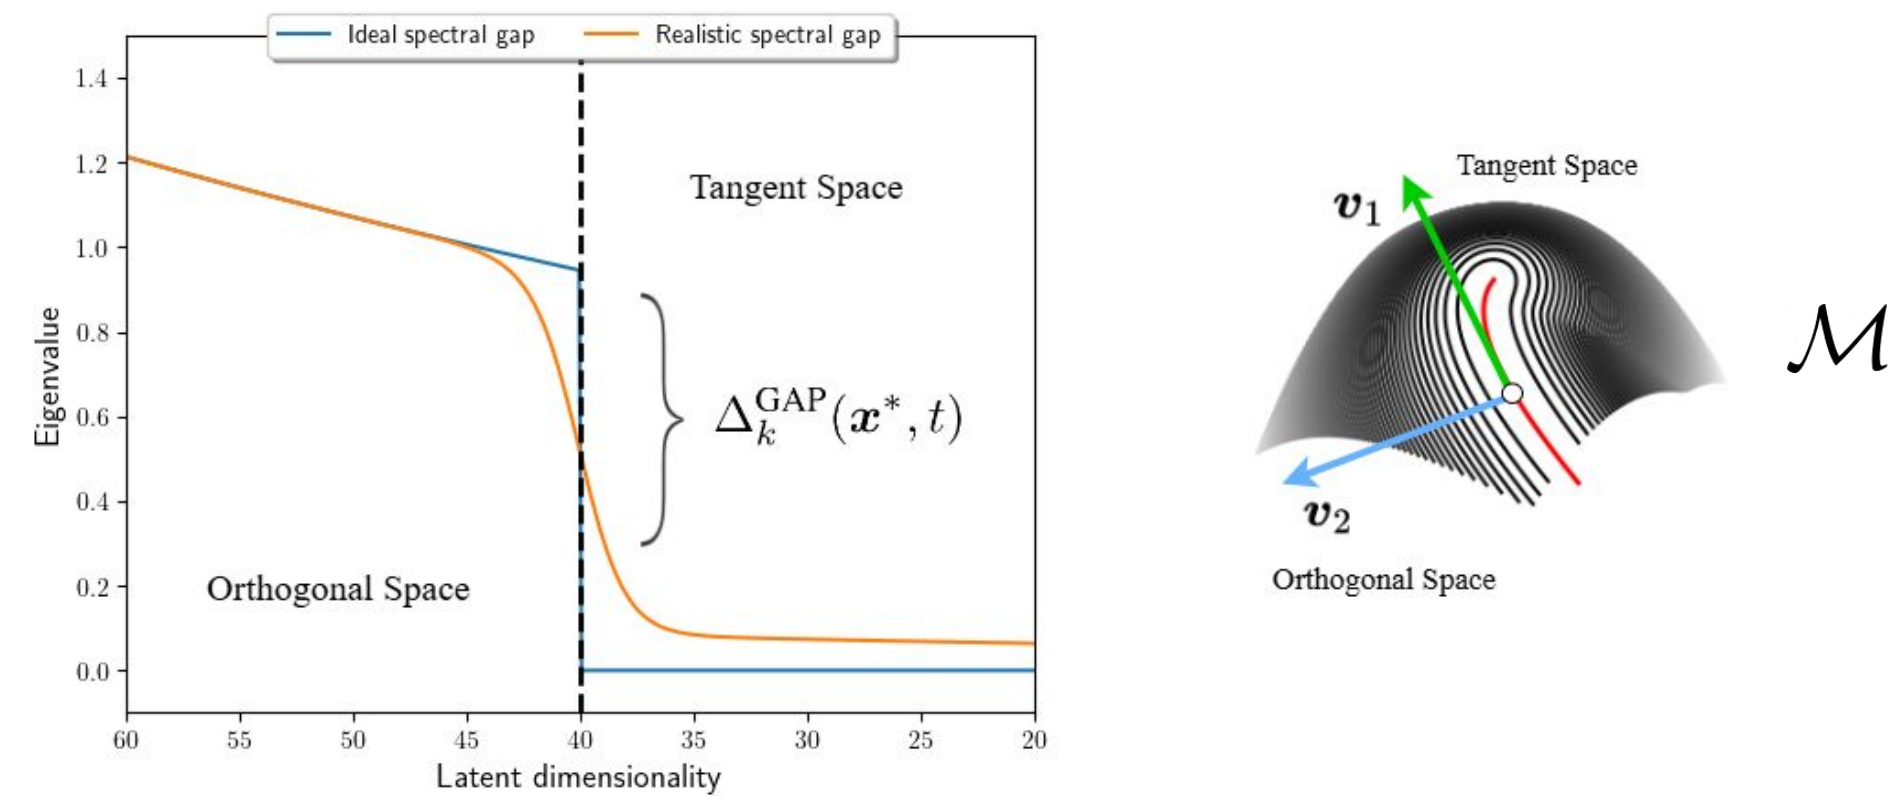 Ideal spectral gap
Realistic spectral gap
1.4
1.2
1.0
0.8
0.6
0.4
0.2
0.0
Eigenvalue
Tangent Space
Δ_k^GAP(x*, t)
Orthogonal Space
60 55 50 45 40 35 30 25 20
Latent dimensionality
Tangent Space
v₁
ℳ
v₂
Orthogonal Space